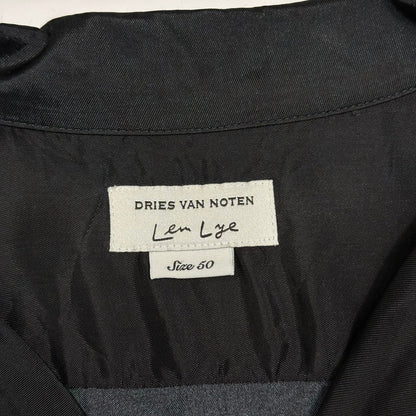 DRIES VAN NOTEN
Len Lye
Size 50